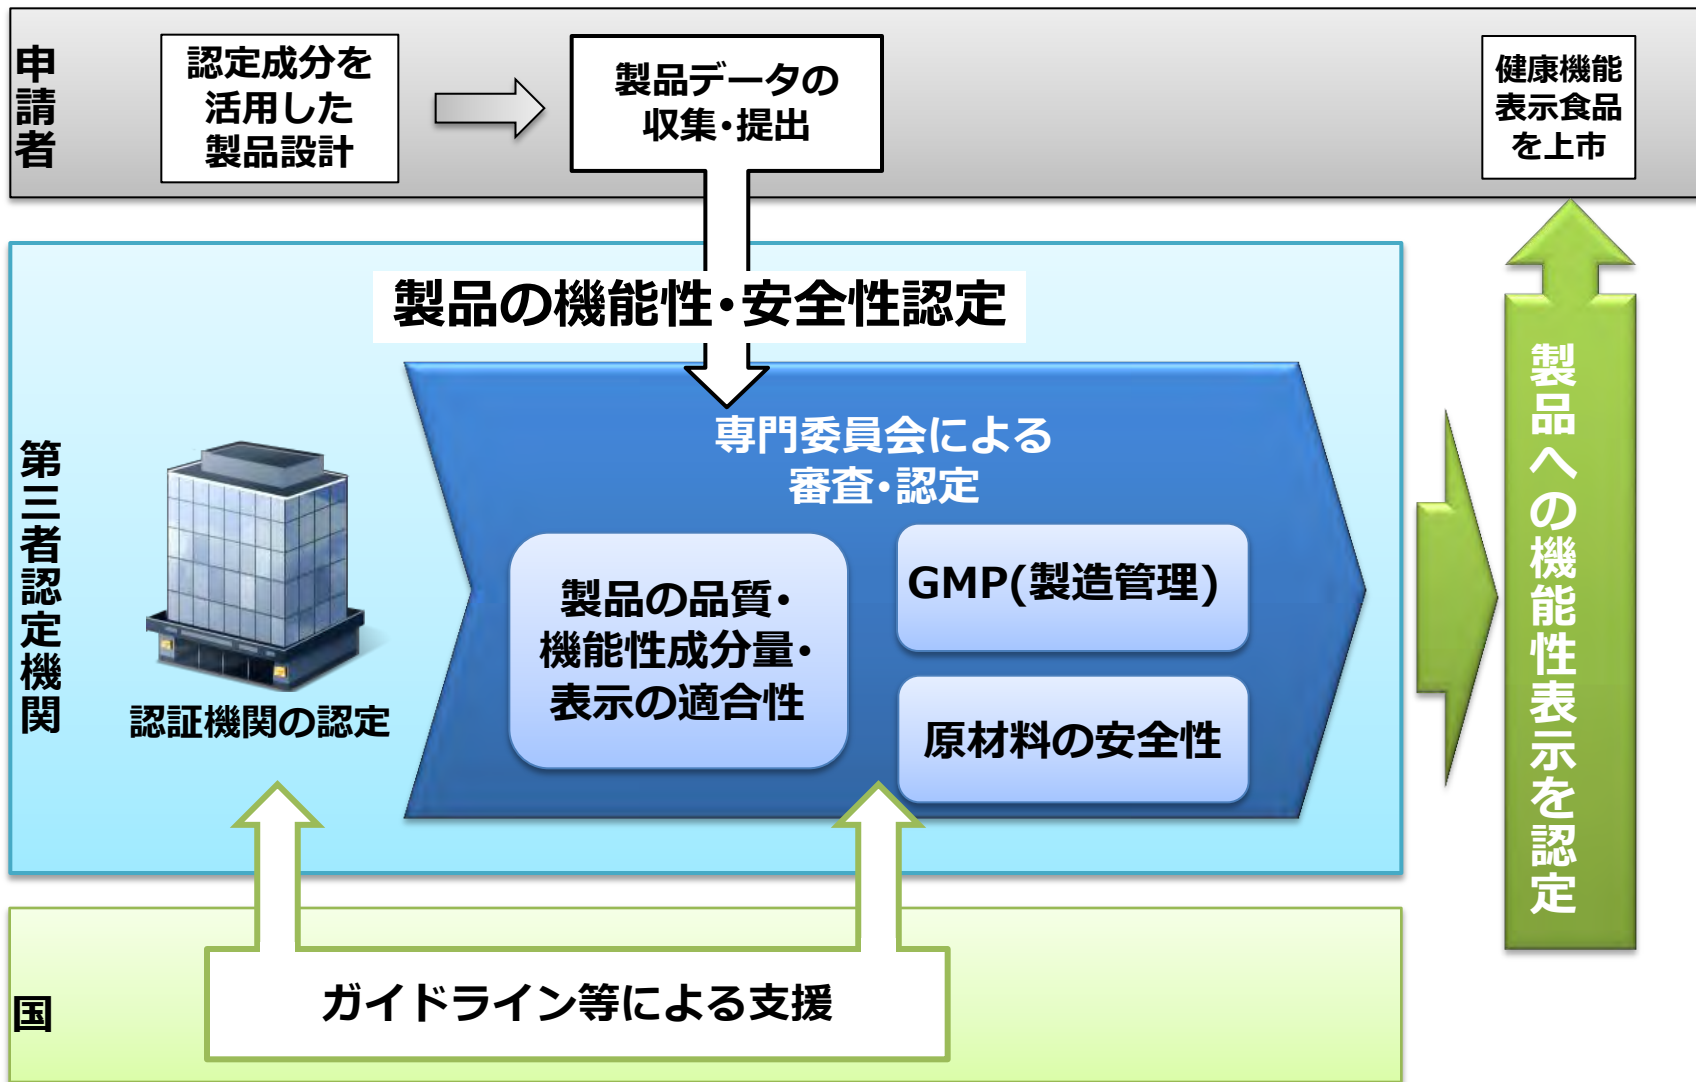 申請者
認定成分を
活用した
製品設計
製品データの
収集・提出
健康機能
表示食品
を上市
製品の機能性・安全性認定
第三者認定機関
認証機関の認定
専門委員会による
審査・認定
製品の品質・
機能性成分量・
表示の適合性
GMP(製造管理)
原材料の安全性
製品への機能性表示を認定
国
ガイドライン等による支援